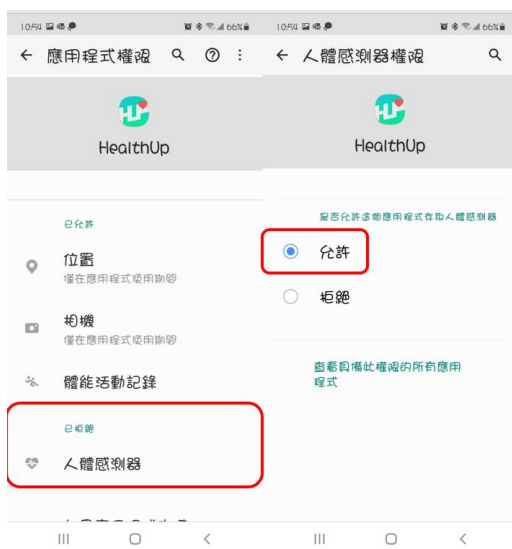 10:54
66%
應用程式權限
HealthUp
已允許
位置
僅在應用程式使用期間
相機
僅在應用程式使用期間
體能活動記錄
已拒絕
人體感測器
10:54
66%
人體感測器權限
HealthUp
是否允許這個應用程式存取人體感測器
允許
拒絕
查看具備此權限的所有應用
程式